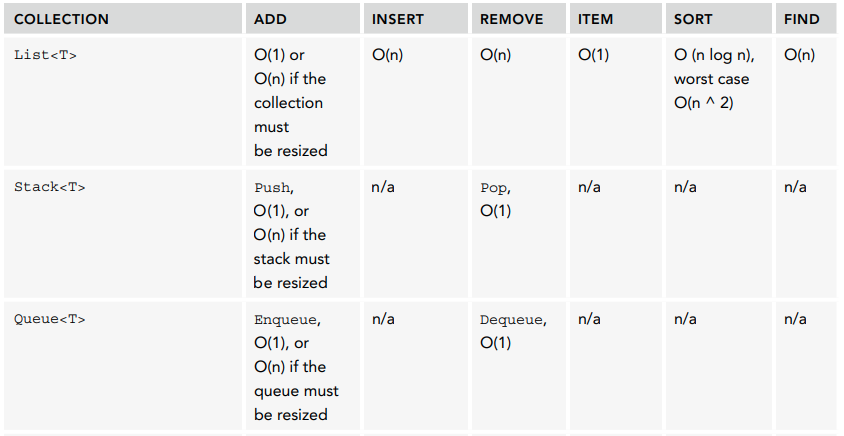 COLLECTION ADD INSERT REMOVE ITEM SORT FIND
List<T> O(1) or O(n) O(n) O(1) O (n log n), O(n)
O(n) if the worst case
collection O(n ^ 2)
must
be resized
Stack<T> Push, n/a Pop, n/a n/a n/a
O(1), or O(1)
O(n) if the
stack must
be resized
Queue<T> Enqueue, n/a Dequeue, n/a n/a n/a
O(1), or O(1)
O(n) if the
queue must
be resized